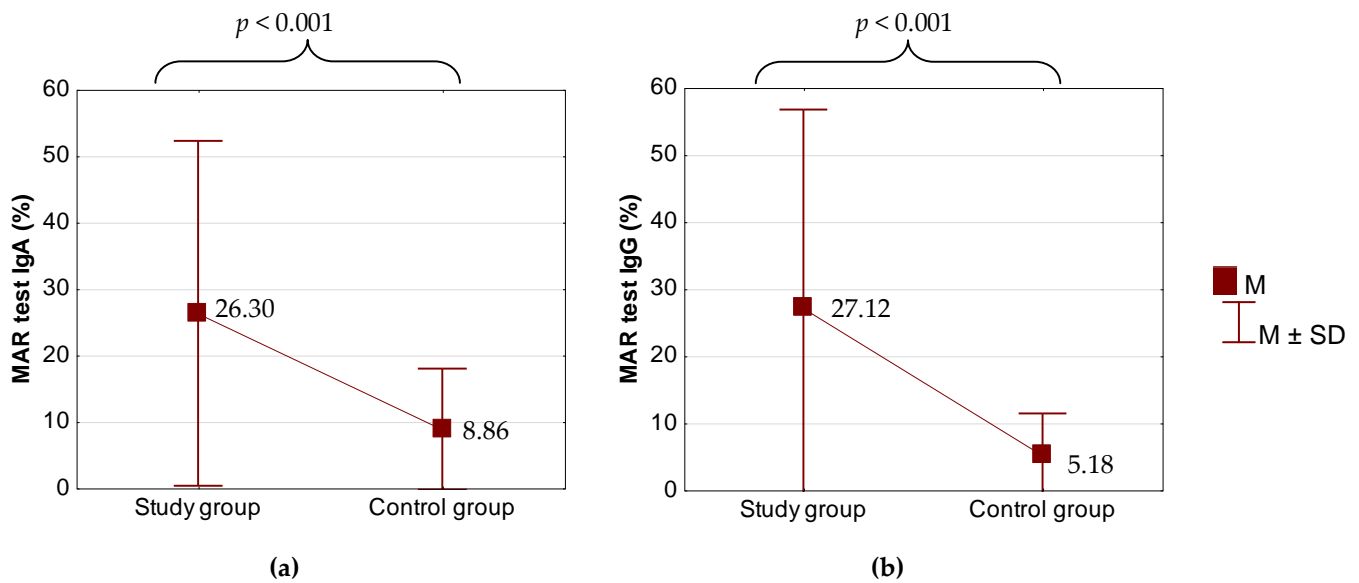 p < 0.001
60
50
40
30
20
10
0
MAR test IgA (%)
26.30
8.86
Study group
Control group
(a)
p < 0.001
60
50
40
30
20
10
0
MAR test IgG (%)
27.12
5.18
Study group
Control group
(b)
M
M ± SD